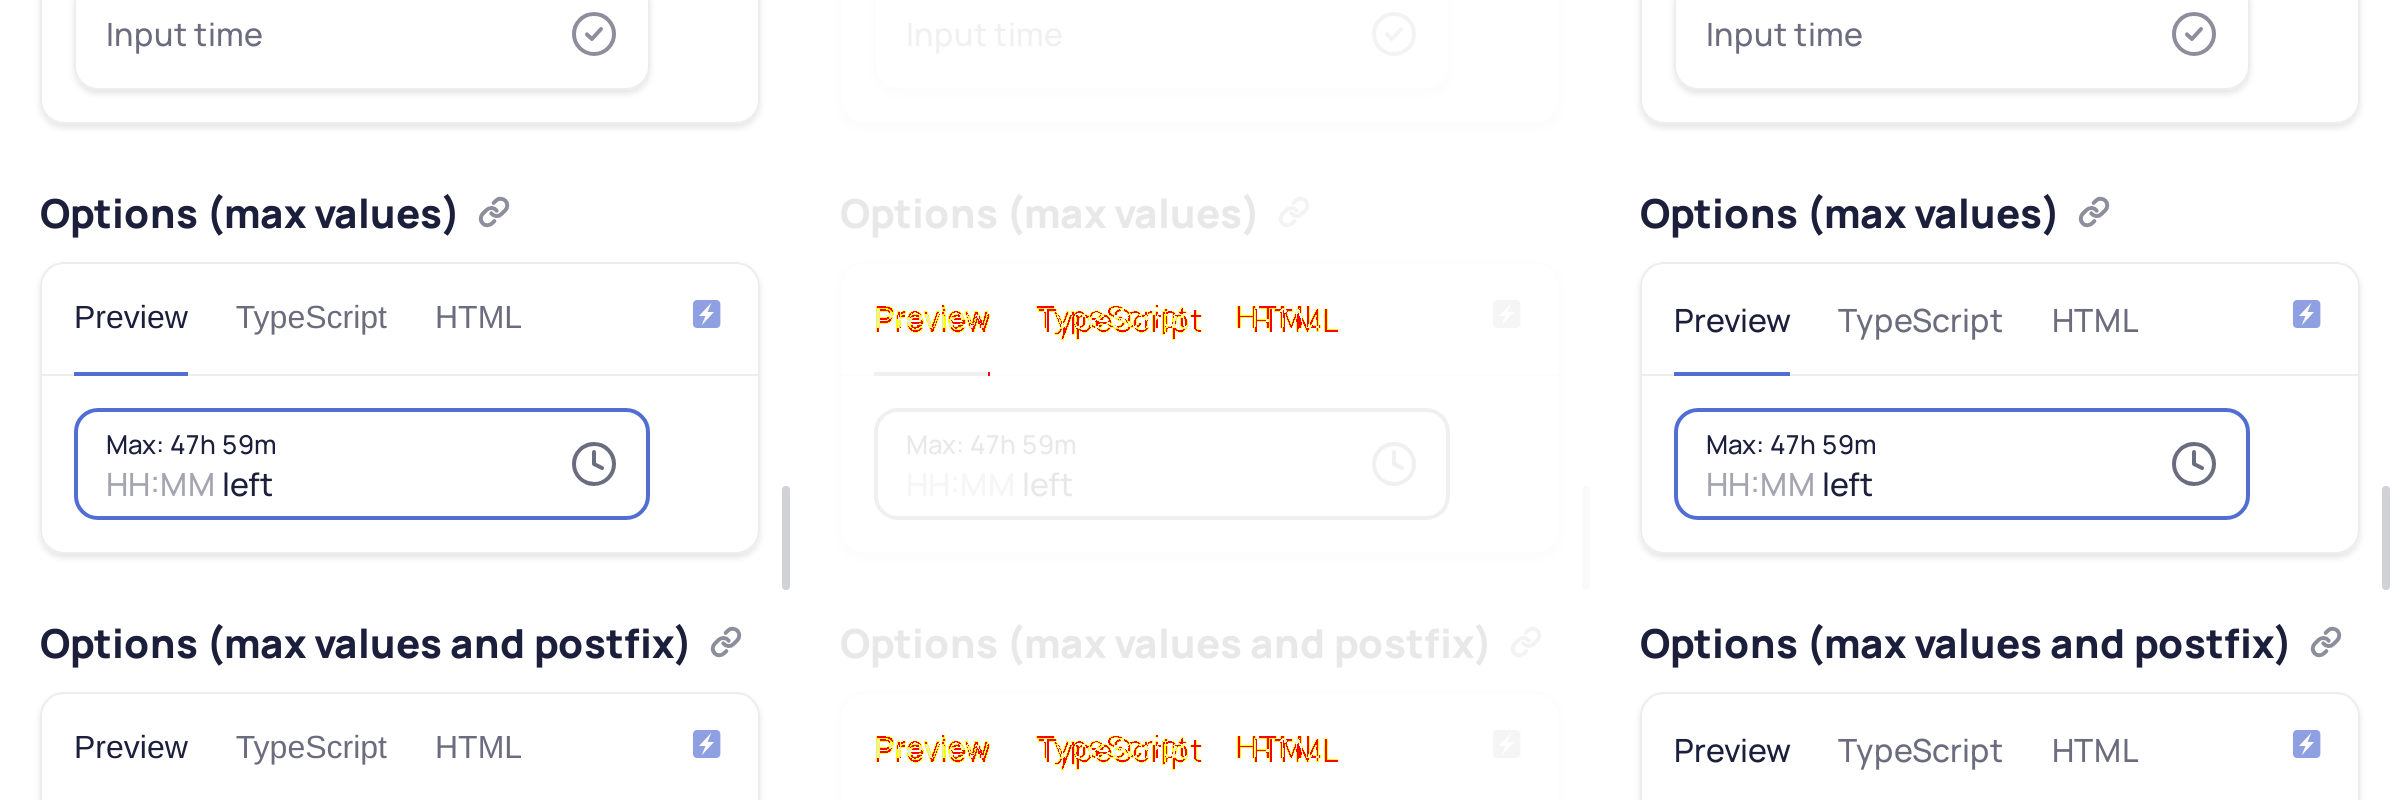 Input time
Options (max values)
Preview TypeScript HTML
Max: 47h 59m
HH:MM left
Options (max values and postfix)
Preview TypeScript HTML
Input time
Options (max values)
Preview TypeScript HTML
Max: 47h 59m
HH:MM left
Options (max values and postfix)
Preview TypeScript HTML
Input time
Options (max values)
Preview TypeScript HTML
Max: 47h 59m
HH:MM left
Options (max values and postfix)
Preview TypeScript HTML